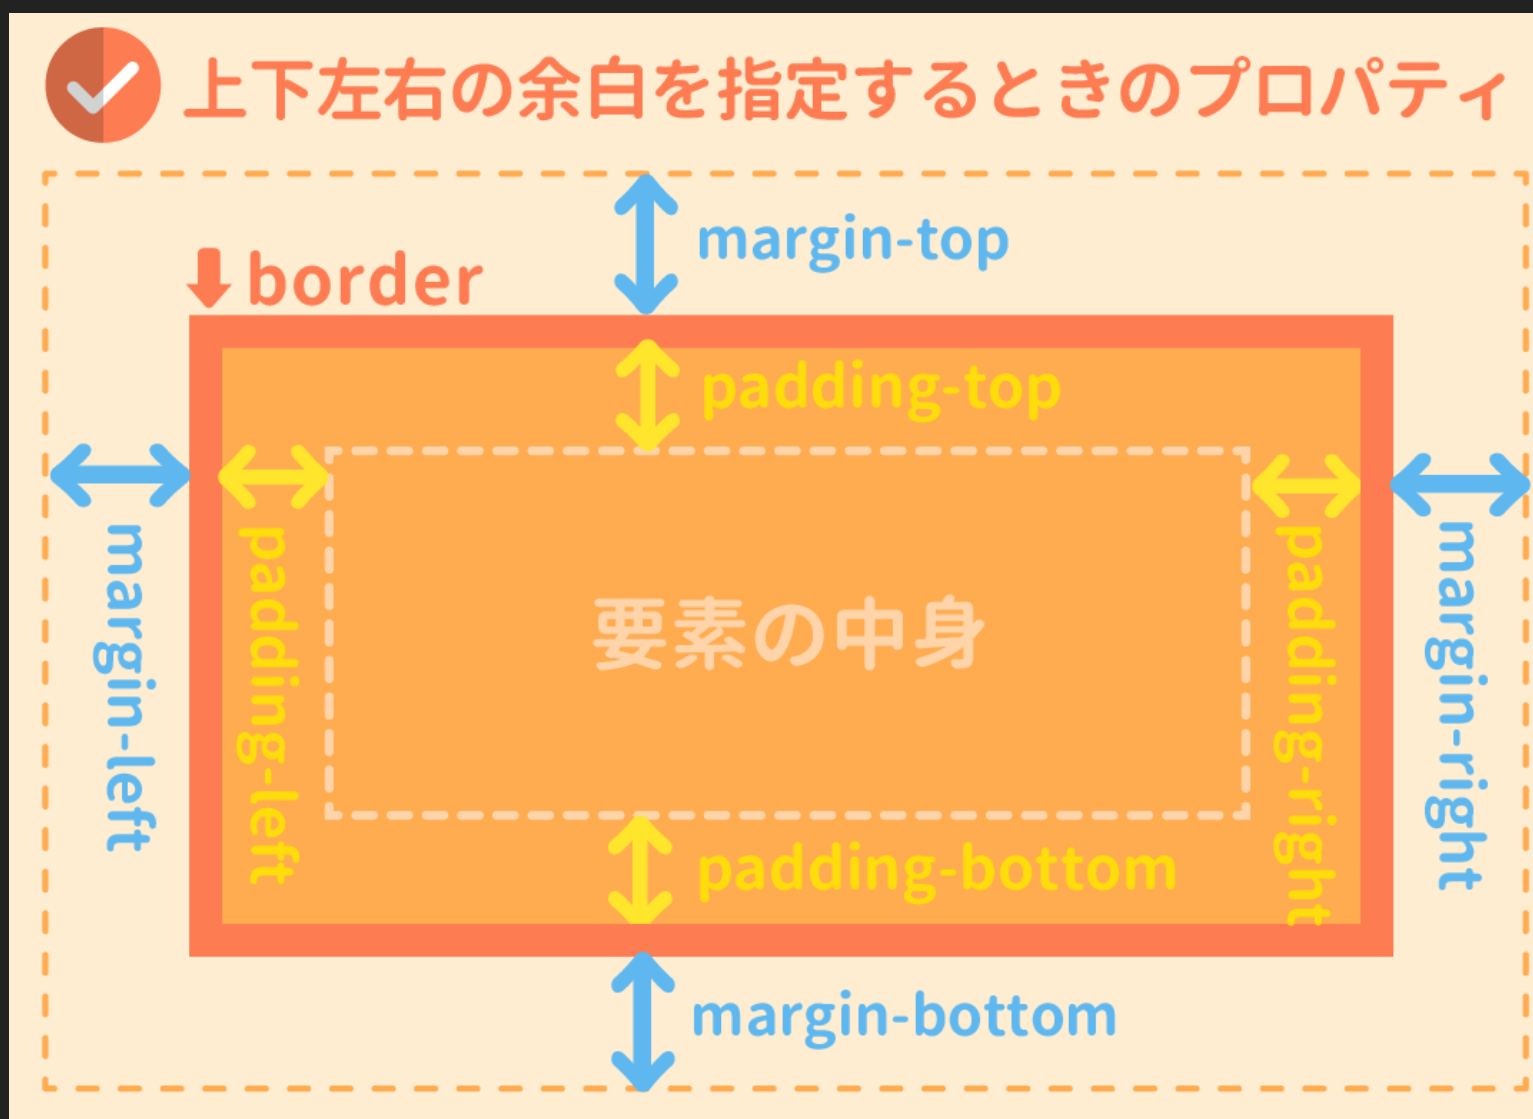 上下左右の余白を指定するときのプロパティ
margin-top
border
padding-top
margin-left
padding-left
要素の中身
padding-right
margin-right
padding-bottom
margin-bottom